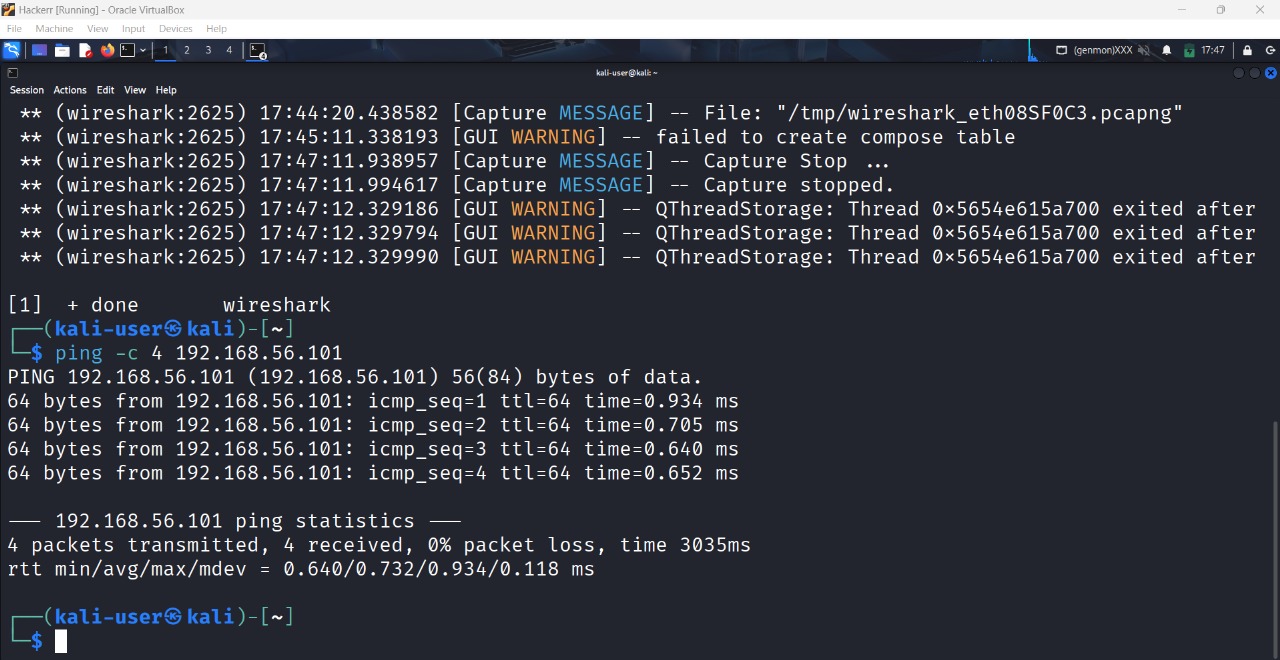 Hackerr [Running] - Oracle VirtualBox
File Machine View Input Devices Help
1 2 3 4 (genmon)XXX 17:47
kali-user@kali: ~
Session Actions Edit View Help
** (wireshark:2625) 17:44:20.438582 [Capture MESSAGE] -- File: "/tmp/wireshark_eth08SF0C3.pcapng"
** (wireshark:2625) 17:45:11.338193 [GUI WARNING] -- failed to create compose table
** (wireshark:2625) 17:47:11.938957 [Capture MESSAGE] -- Capture Stop ...
** (wireshark:2625) 17:47:11.994617 [Capture MESSAGE] -- Capture stopped.
** (wireshark:2625) 17:47:12.329186 [GUI WARNING] -- QThreadStorage: Thread 0×5654e615a700 exited after
** (wireshark:2625) 17:47:12.329794 [GUI WARNING] -- QThreadStorage: Thread 0×5654e615a700 exited after
** (wireshark:2625) 17:47:12.329990 [GUI WARNING] -- QThreadStorage: Thread 0×5654e615a700 exited after
[1] + done wireshark
┌──(kali-user㉿kali)-[~]
└─$ ping -c 4 192.168.56.101
PING 192.168.56.101 (192.168.56.101) 56(84) bytes of data.
64 bytes from 192.168.56.101: icmp_seq=1 ttl=64 time=0.934 ms
64 bytes from 192.168.56.101: icmp_seq=2 ttl=64 time=0.705 ms
64 bytes from 192.168.56.101: icmp_seq=3 ttl=64 time=0.640 ms
64 bytes from 192.168.56.101: icmp_seq=4 ttl=64 time=0.652 ms
--- 192.168.56.101 ping statistics ---
4 packets transmitted, 4 received, 0% packet loss, time 3035ms
rtt min/avg/max/mdev = 0.640/0.732/0.934/0.118 ms
┌──(kali-user㉿kali)-[~]
└─$